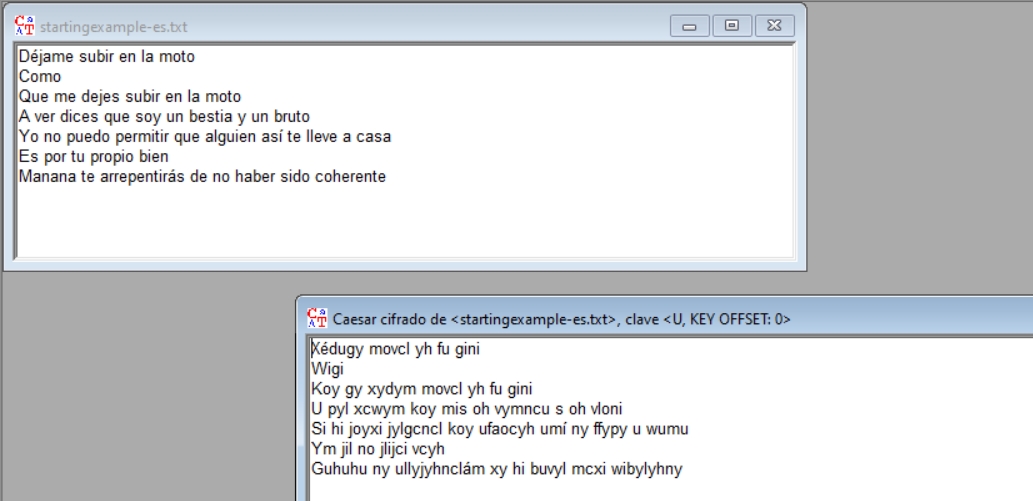 startingexample-es.txt
Déjame subir en la moto
Como
Que me dejes subir en la moto
A ver dices que soy un bestia y un bruto
Yo no puedo permitir que alguien así te lleve a casa
Es por tu propio bien
Manana te arrepentirás de no haber sido coherente
Caesar cifrado de <startingexample-es.txt>, clave <U, KEY OFFSET: 0>
Xédugy movcl yh fu gini
Wigi
Koy gy xydym movcl yh fu gini
U pyl xcwym koy mis oh vymncu s oh vloni
Si hi joyxi jylgcncl koy ufaocyh umí ny ffypy u wumu
Ym jil no jlijci vcyh
Guhuhu ny ullyjyhnclám xy hi buvyl mcxi wibylyhny